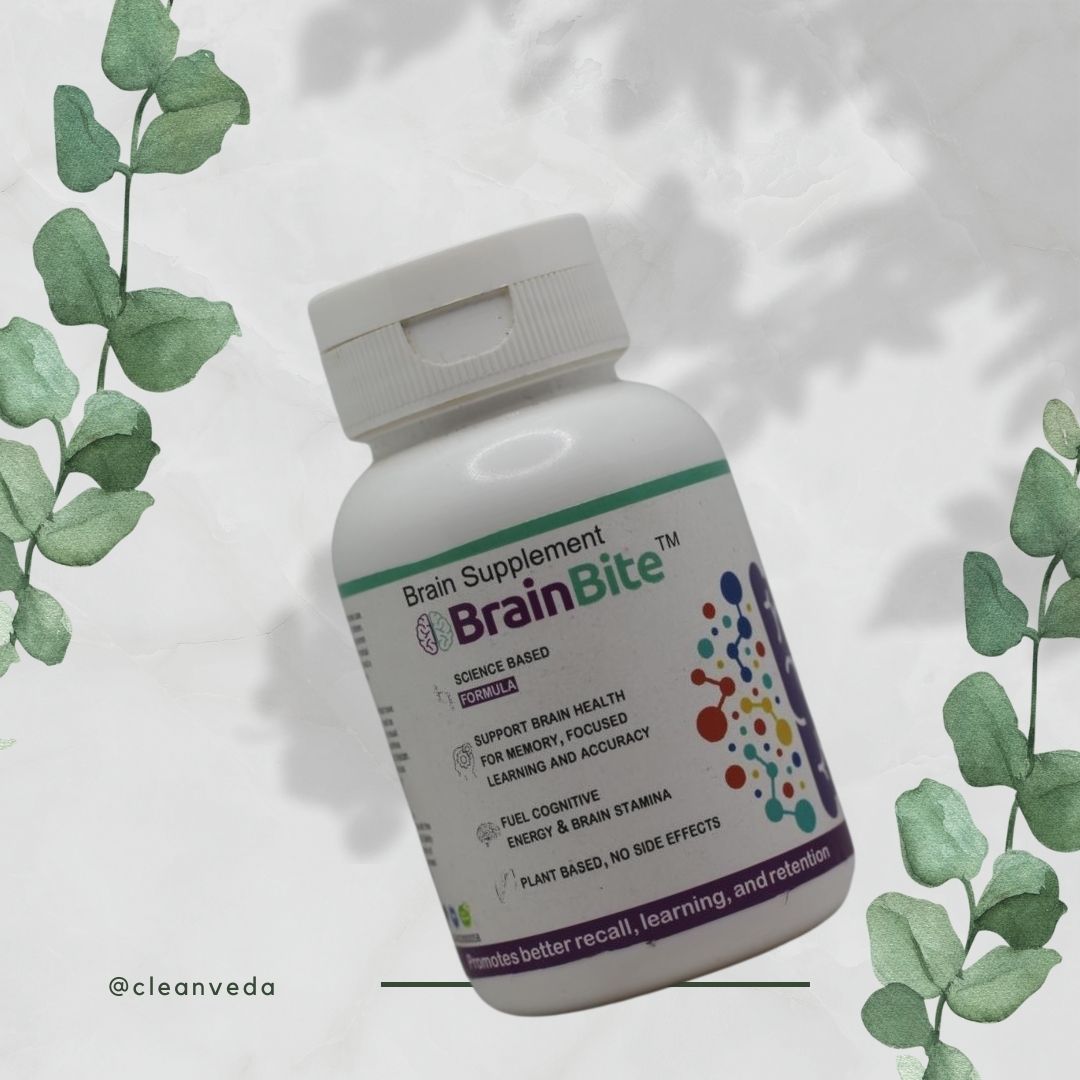 Brain Supplement
BrainBite™
SCIENCE BASED
FORMULA
SUPPORT BRAIN HEALTH
FOR MEMORY, FOCUSED
LEARNING AND ACCURACY
FUEL COGNITIVE
ENERGY & BRAIN STAMINA
PLANT BASED, NO SIDE EFFECTS
Promotes better recall, learning, and retention
@cleanveda